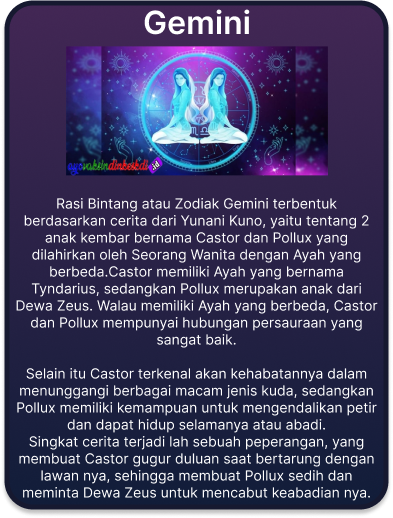 Gemini
Rasi Bintang atau Zodiak Gemini terbentuk
berdasarkan cerita dari Yunani Kuno, yaitu tentang 2
anak kembar bernama Castor dan Pollux yang
dilahirkan oleh Seorang Wanita dengan Ayah yang
berbeda.Castor memiliki Ayah yang bernama
Tyndarius, sedangkan Pollux merupakan anak dari
Dewa Zeus. Walau memiliki Ayah yang berbeda, Castor
dan Pollux mempunyai hubungan persauraan yang
sangat baik.
Selain itu Castor terkenal akan kehabatannya dalam
menunggangi berbagai macam jenis kuda, sedangkan
Pollux memiliki kemampuan untuk mengendalikan petir
dan dapat hidup selamanya atau abadi.
Singkat cerita terjadi lah sebuah peperangan, yang
membuat Castor gugur duluan saat bertarung dengan
lawan nya, sehingga membuat Pollux sedih dan
meminta Dewa Zeus untuk mencabut keabadian nya.